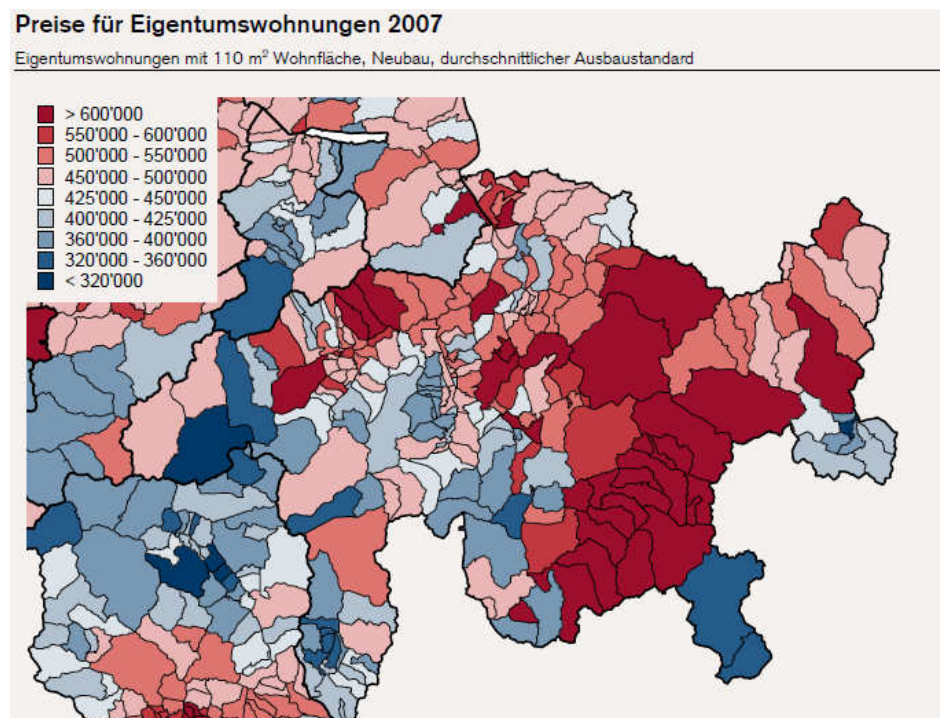 Preise für Eigentumswohnungen 2007
Eigentumswohnungen mit 110 m² Wohnfläche, Neubau, durchschnittlicher Ausbaustandard
> 600'000
550'000 - 600'000
500'000 - 550'000
450'000 - 500'000
425'000 - 450'000
400'000 - 425'000
360'000 - 400'000
320'000 - 360'000
< 320'000